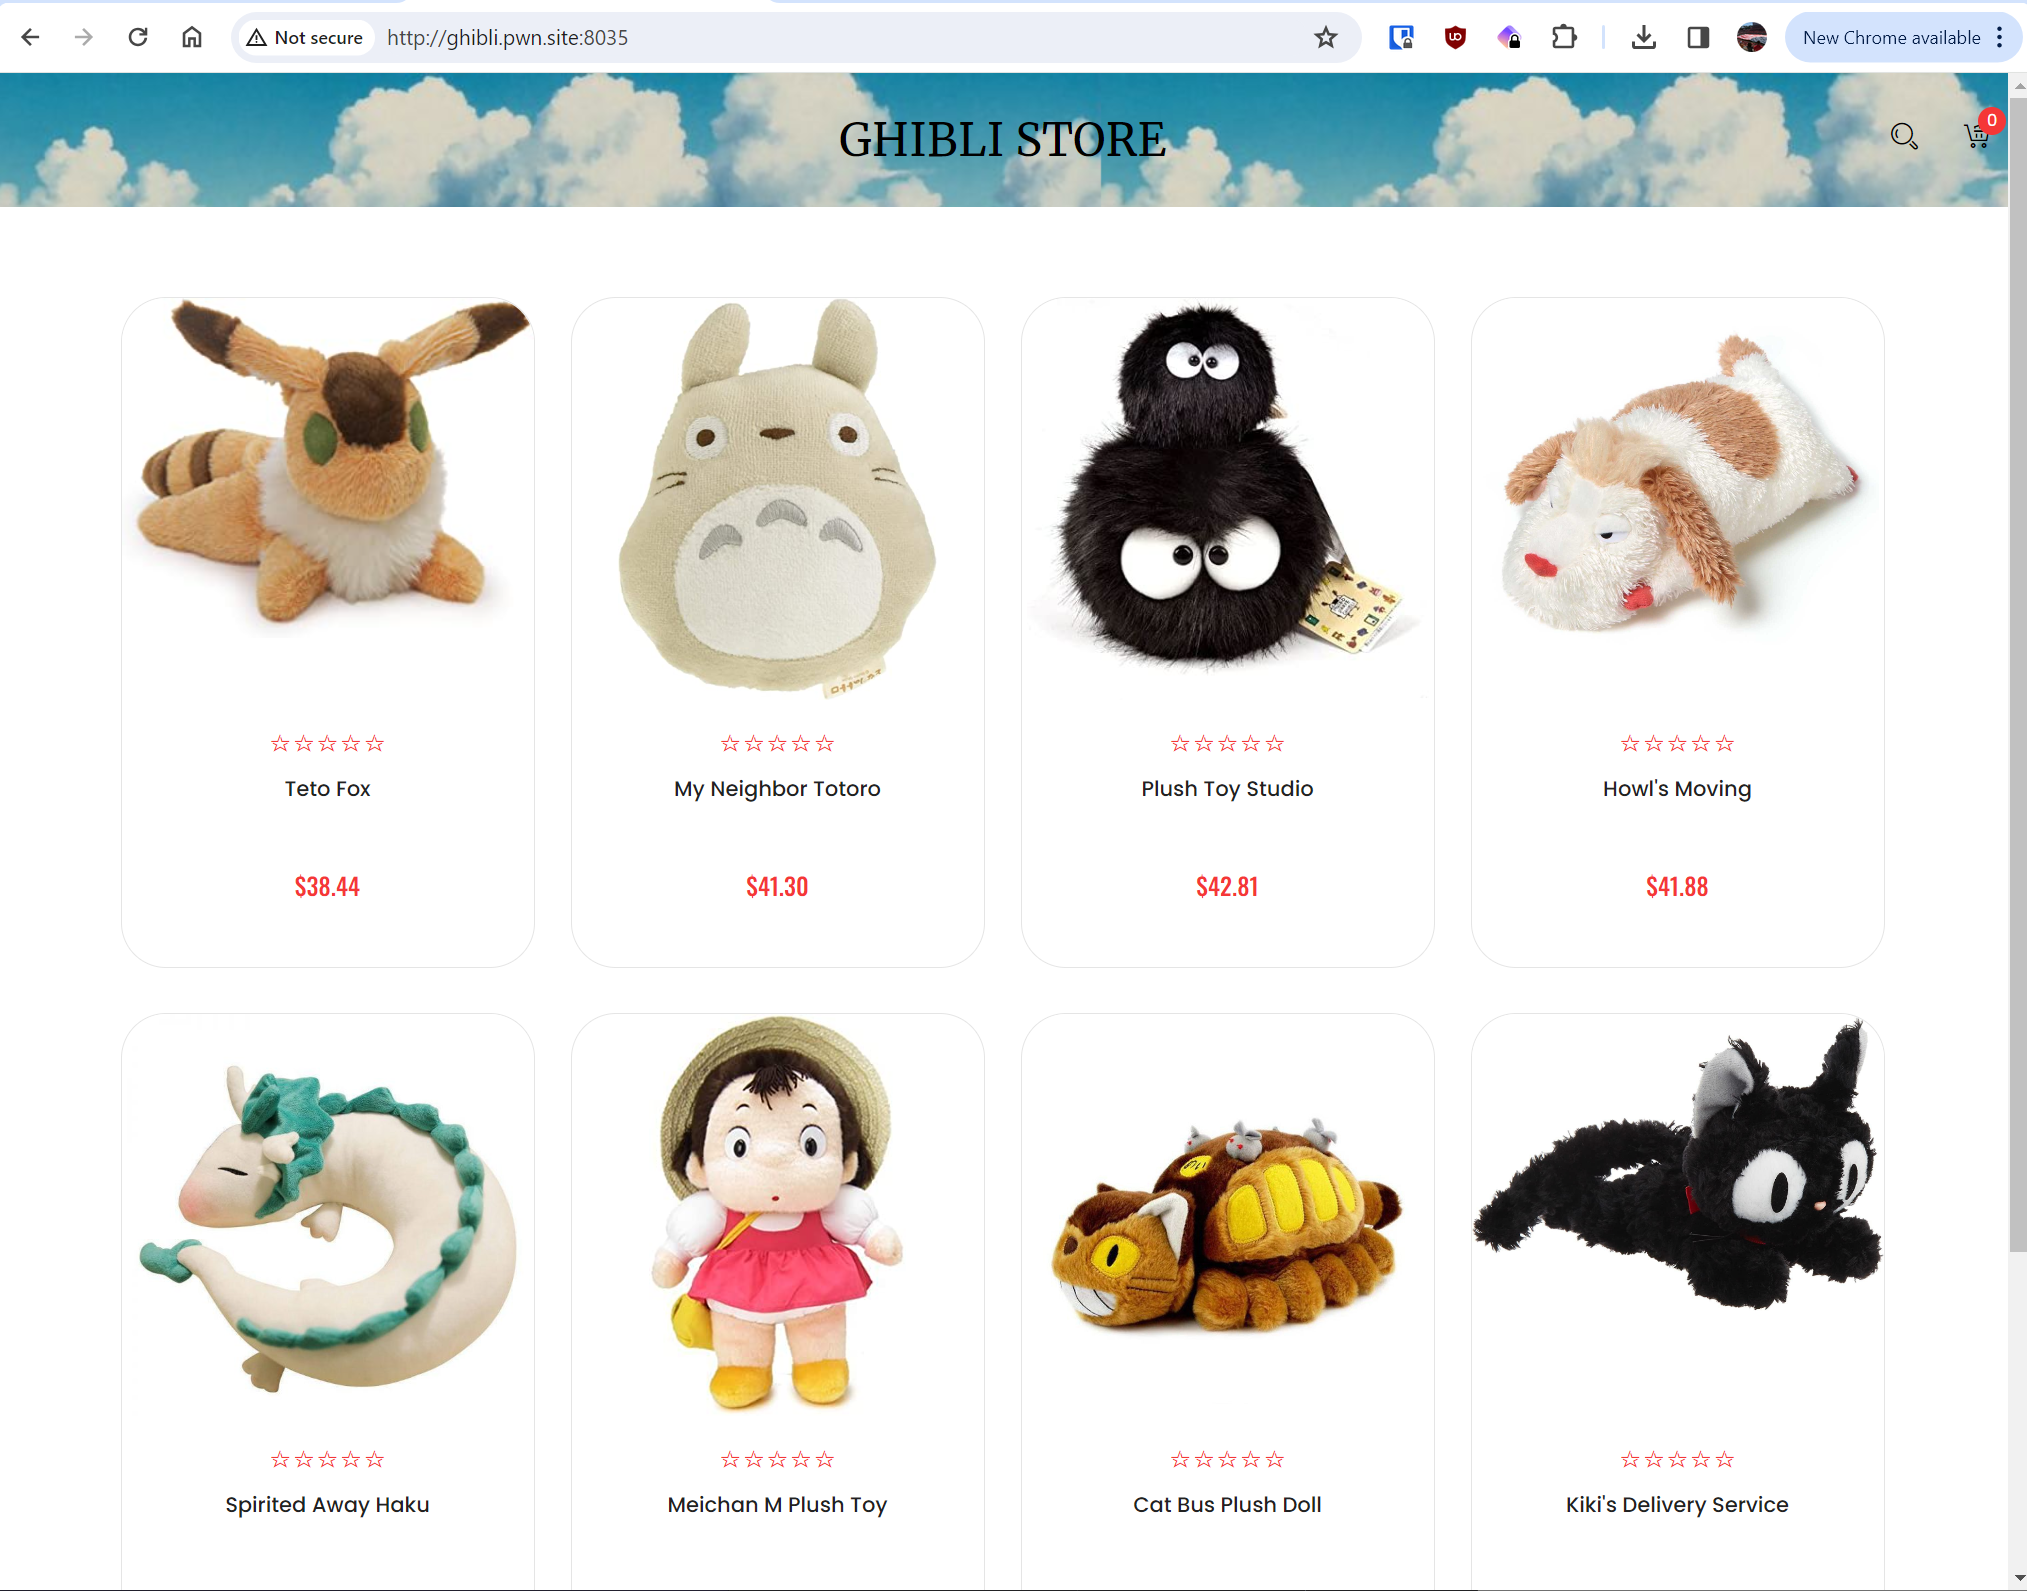 Not secure
http://ghibli.pwn.site:8035
New Chrome available
GHIBLI STORE
0
Teto Fox
My Neighbor Totoro
Plush Toy Studio
Howl's Moving
$38.44
$41.30
$42.81
$41.88
Spirited Away Haku
Meichan M Plush Toy
Cat Bus Plush Doll
Kiki's Delivery Service